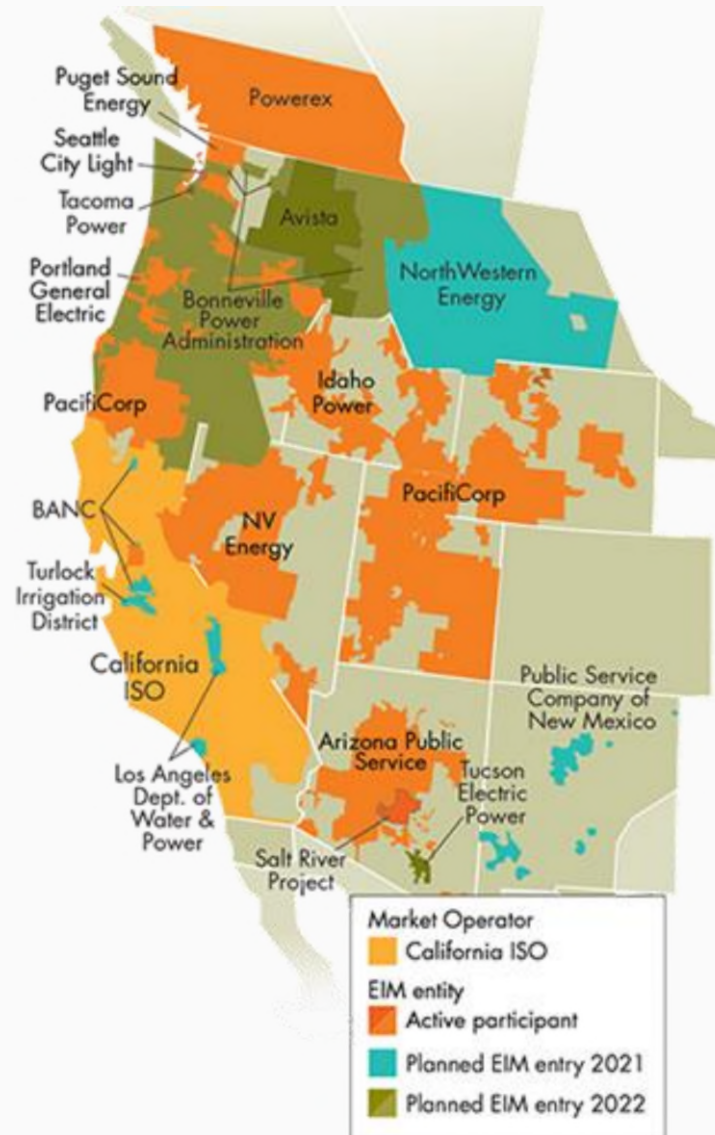 Puget Sound
Energy
Powerex
Seattle
City Light
Tacoma
Power
Avista
Portland
General
Electric
Bonneville
Power
Administration
NorthWestern
Energy
PacifiCorp
Idaho
Power
PacifiCorp
BANC
NV
Energy
Turlock
Irrigation
District
California
ISO
Public Service
Company of
New Mexico
Arizona Public
Service
Los Angeles
Dept. of
Water &
Power
Tucson
Electric
Power
Salt River
Project
Market Operator
California ISO
EIM entity
Active participant
Planned EIM entry 2021
Planned EIM entry 2022